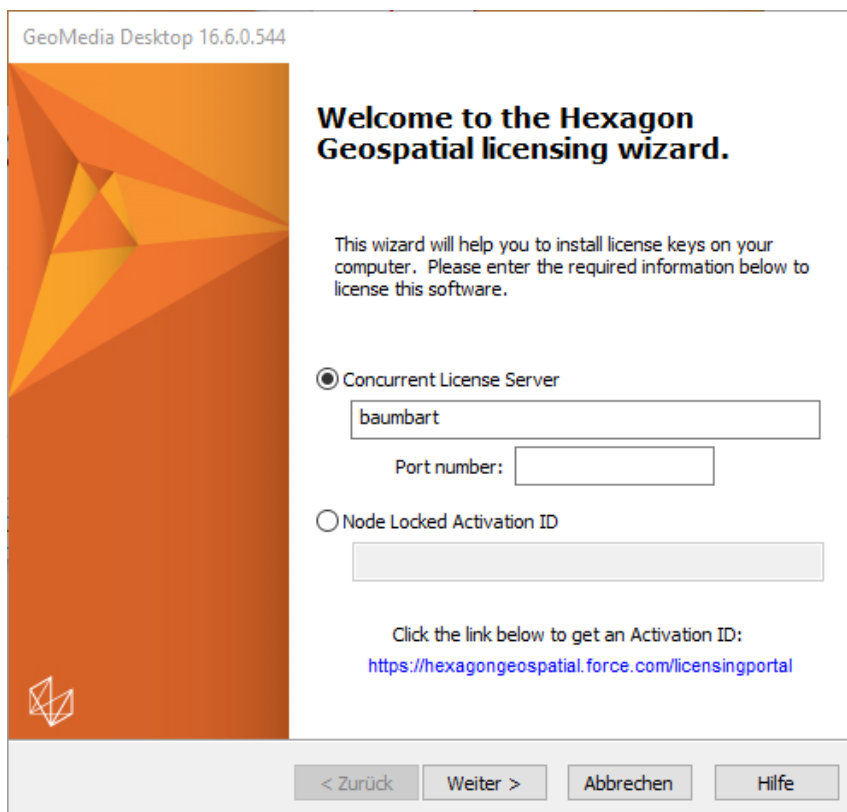 GeoMedia Desktop 16.6.0.544
Welcome to the Hexagon
Geospatial licensing wizard.
This wizard will help you to install license keys on your
computer. Please enter the required information below to
license this software.
Concurrent License Server
baumbart
Port number:
Node Locked Activation ID
Click the link below to get an Activation ID:
https://hexagongeospatial.force.com/licensingportal
< Zurück
Weiter >
Abbrechen
Hilfe